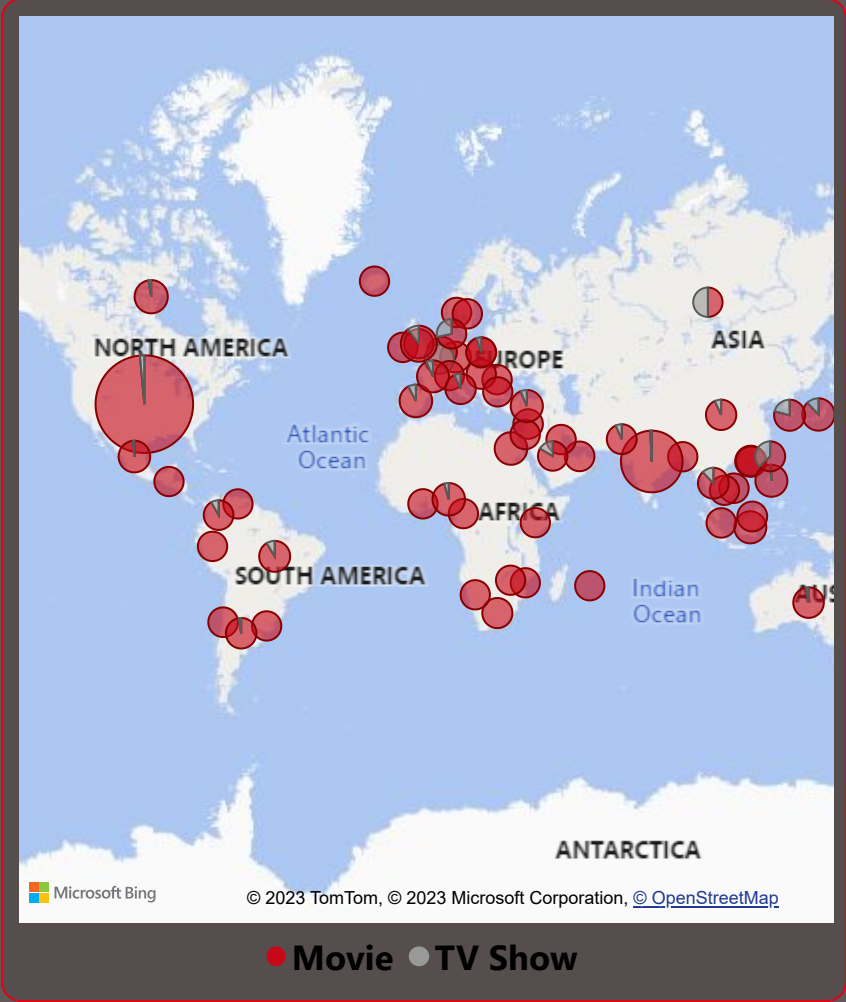 NORTH AMERICA
EUROPE
ASIA
Atlantic
Ocean
AFRICA
SOUTH AMERICA
Indian
Ocean
AUS
ANTARCTICA
Microsoft Bing
© 2023 TomTom, © 2023 Microsoft Corporation, © OpenStreetMap
Movie TV Show